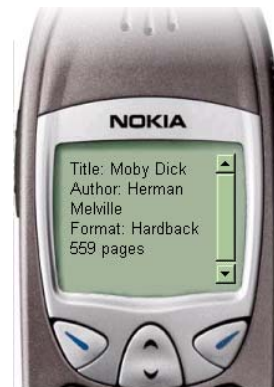 NOKIA
Title: Moby Dick
Author: Herman
Melville
Format: Hardback
559 pages